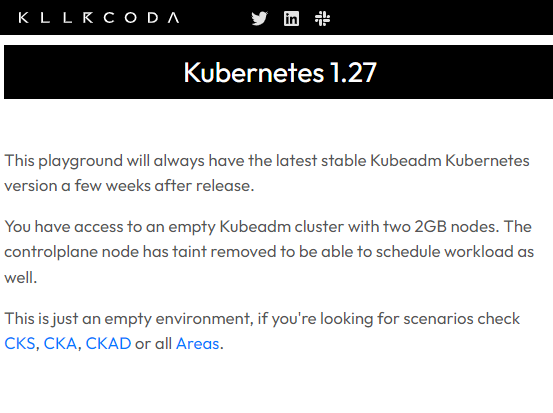 KILLRCODA
Kubernetes 1.27
This playground will always have the latest stable Kubeadm Kubernetes
version a few weeks after release.
You have access to an empty Kubeadm cluster with two 2GB nodes. The
controlplane node has taint removed to be able to schedule workload as
well.
This is just an empty environment, if you're looking for scenarios check
CKS, CKA, CKAD or all Areas.